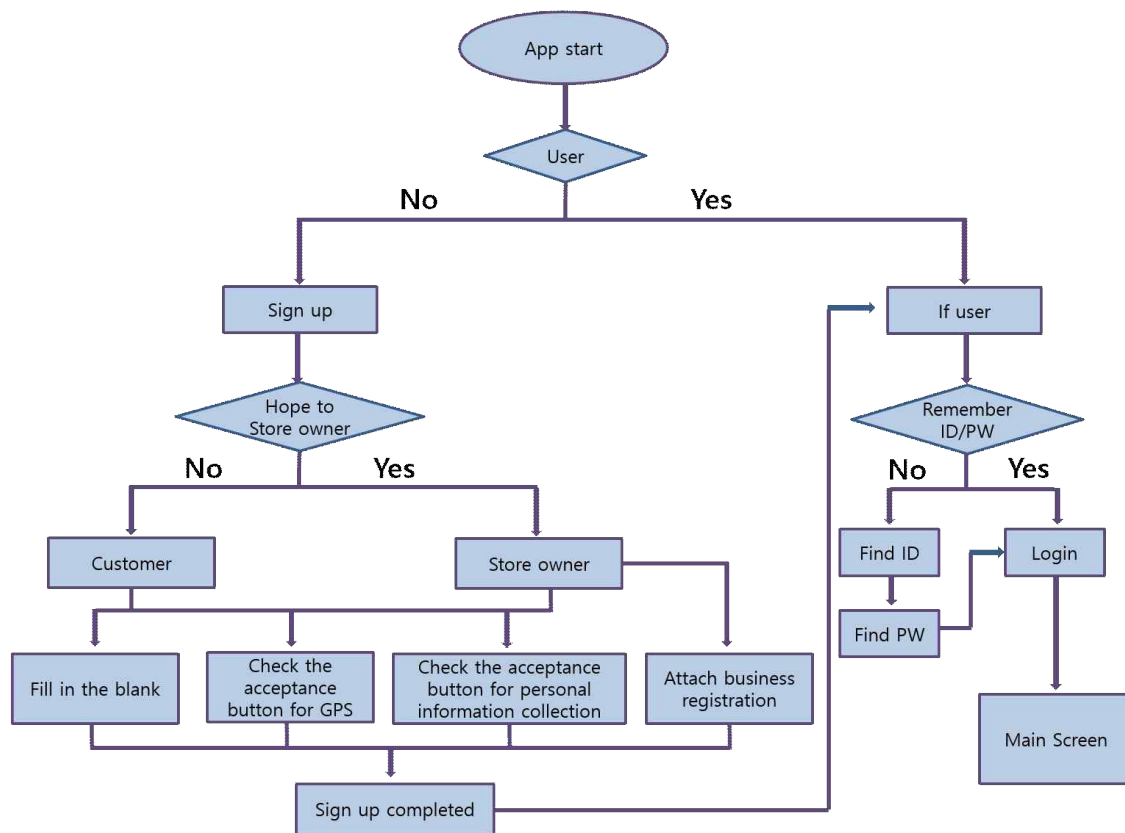 App start
User
No
Yes
Sign up
If user
Hope to
Store owner
Remember
ID/PW
No
Yes
No
Yes
Customer
Store owner
Find ID
Login
Find PW
Fill in the blank
Check the
acceptance
button for GPS
Check the acceptance
button for personal
information collection
Attach business
registration
Main Screen
Sign up completed